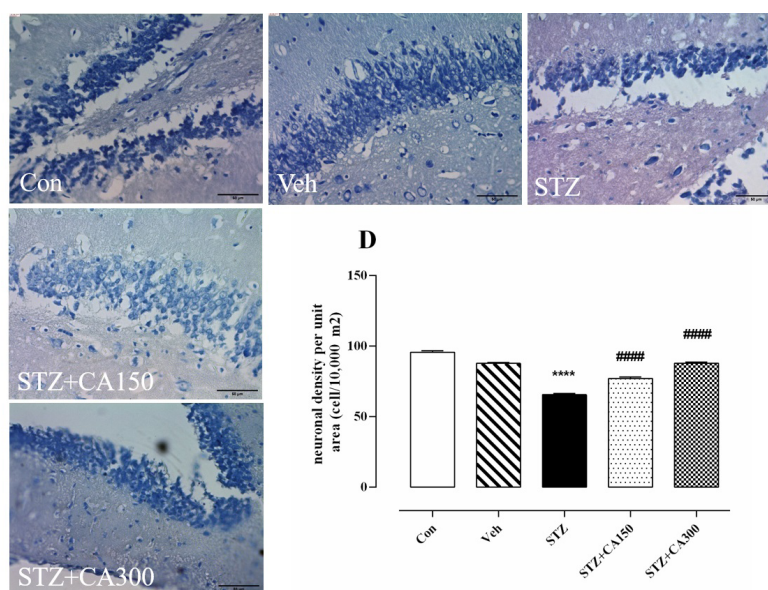 Con
Veh
STZ
STZ+CA150
STZ+CA300
D
neuronal density per unit
area (cell/10,000 m2)
150
100
50
0
****
####
####
Con
Veh
STZ
STZ+CA150
STZ+CA300